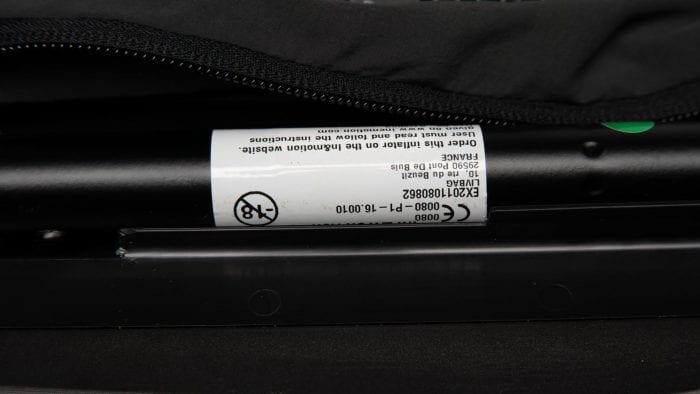 CE 0080
0080 – P1 – 16.0010
-18
EX2011080862
LIVBAG
10, rte du Beuzit
29590 Pont De Buis
FRANCE
Order this inflator on the In&motion website.
User must read and follow the instructions
given on www.inemotion.com